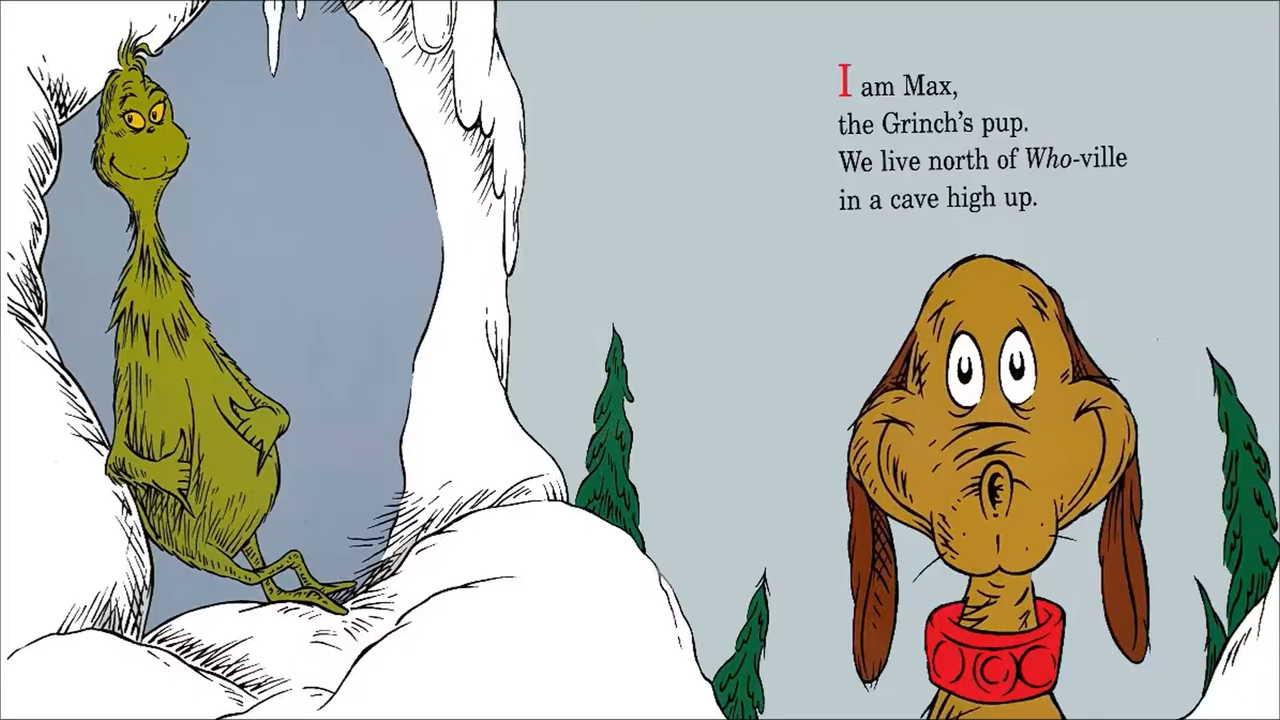 I am Max,
the Grinch's pup.
We live north of Who-ville
in a cave high up.